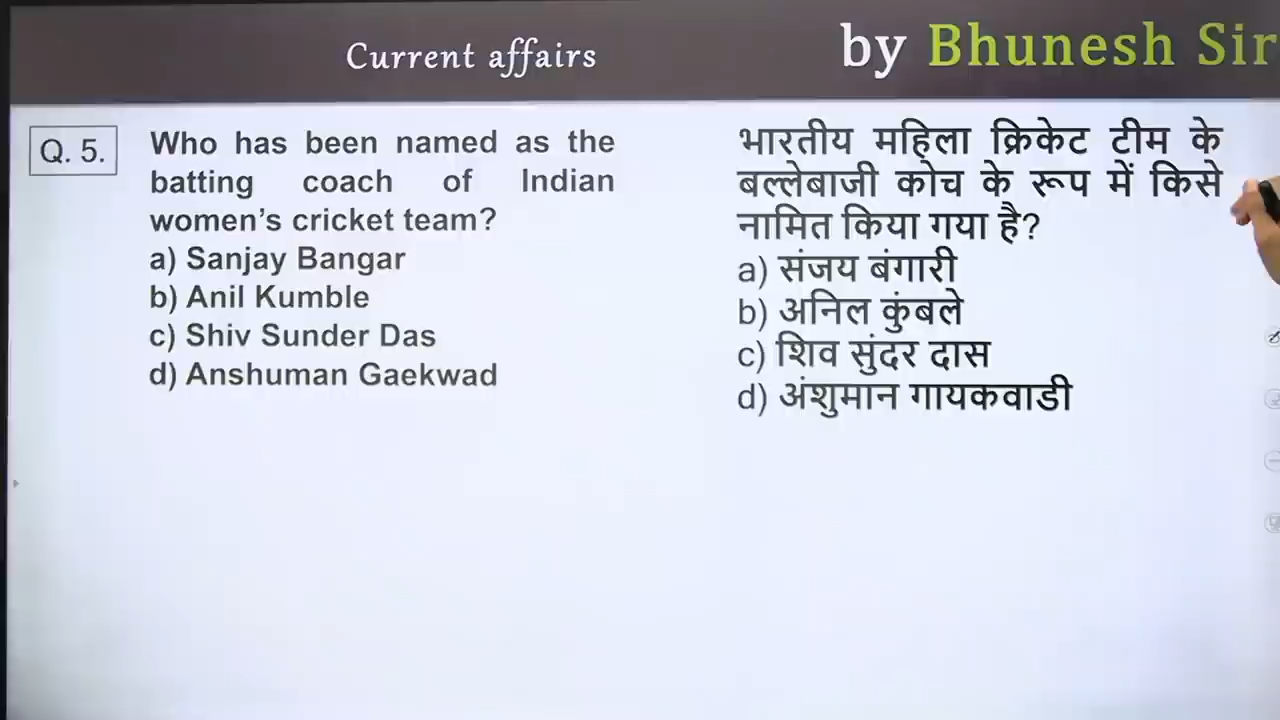 Current affairs
by Bhunesh Sir
Q. 5.
Who has been named as the
batting coach of Indian
women's cricket team?
a) Sanjay Bangar
b) Anil Kumble
c) Shiv Sunder Das
d) Anshuman Gaekwad
भारतीय महिला क्रिकेट टीम के
बल्लेबाजी कोच के रूप में किसे
नामित किया गया है?
a) संजय बंगारी
b) अनिल कुंबले
c) शिव सुंदर दास
d) अंशुमान गायकवाडी